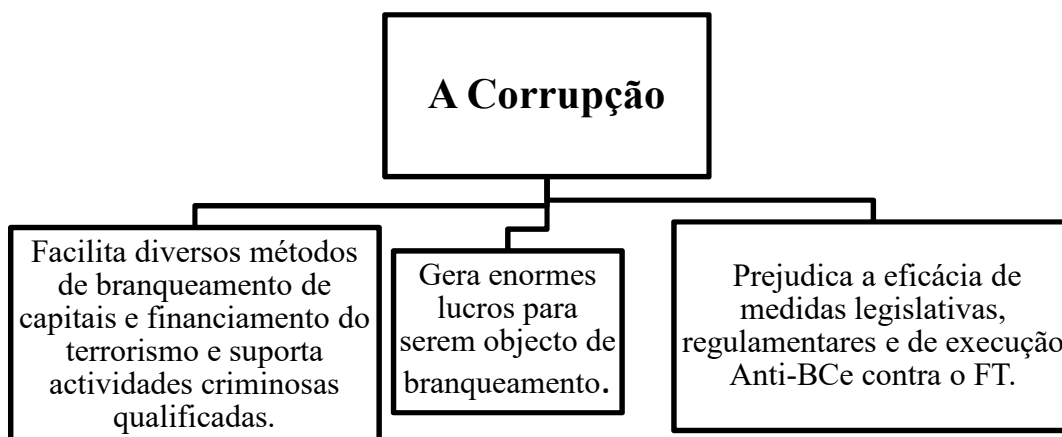 A Corrupção
Facilita diversos métodos
de branqueamento de
capitais e financiamento do
terrorismo e suporta
actividades criminosas
qualificadas.
Gera enormes
lucros para
serem objecto de
branqueamento.
Prejudica a eficácia de
medidas legislativas,
regulamentares e de execução
Anti-BCe contra o FT.